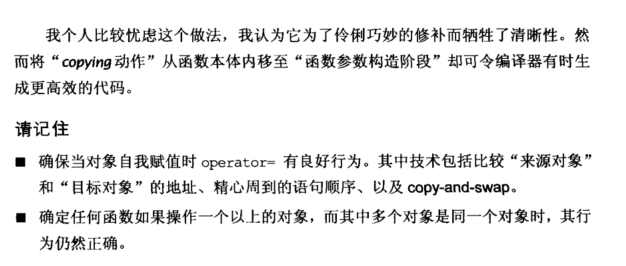 我个人比较忧虑这个做法，我认为它为了伶俐巧妙的修补而牺牲了清晰性。然
而将“copying动作”从函数本体内移至“函数参数构造阶段”却可令编译器有时生
成更高效的代码。
请记住
■ 确保当对象自我赋值时 operator= 有良好行为。其中技术包括比较“来源对象”
和“目标对象”的地址、精心周到的语句顺序、以及 copy-and-swap。
■ 确定任何函数如果操作一个以上的对象，而其中多个对象是同一个对象时，其行
为仍然正确。